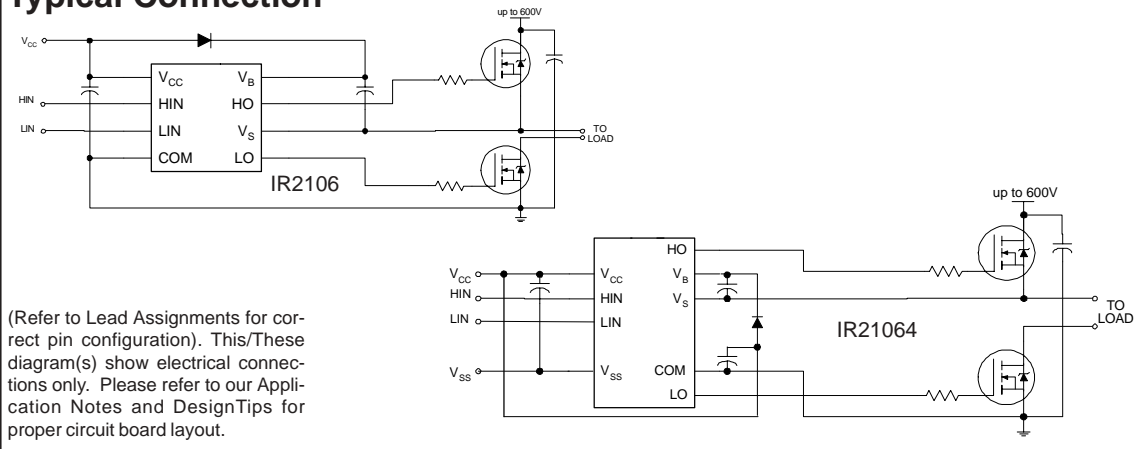 Typical Connection
up to 600V
VCC
VCC
VB
HIN
HIN
HO
LIN
LIN
VS
TO
LOAD
COM
LO
IR2106
up to 600V
HO
VCC
VCC
VB
HIN
HIN
VS
LIN
LIN
TO
LOAD
IR21064
VSS
VSS
COM
LO
(Refer to Lead Assignments for cor-
rect pin configuration). This/These
diagram(s) show electrical connec-
tions only. Please refer to our Appli-
cation Notes and DesignTips for
proper circuit board layout.